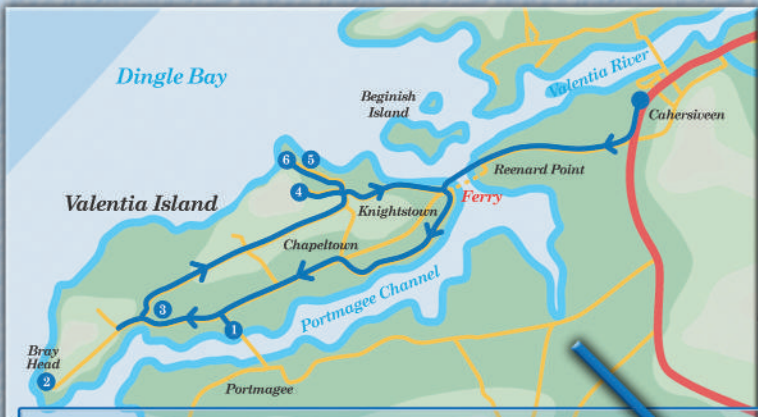 Dingle Bay
Valentia River
Beginish
Island
Cahersiveen
6 5
Reenard Point
4
Valentia Island
Knightstown
Ferry
Chapeltown
3
Portmagee Channel
1
Bray
Head
2
Portmagee